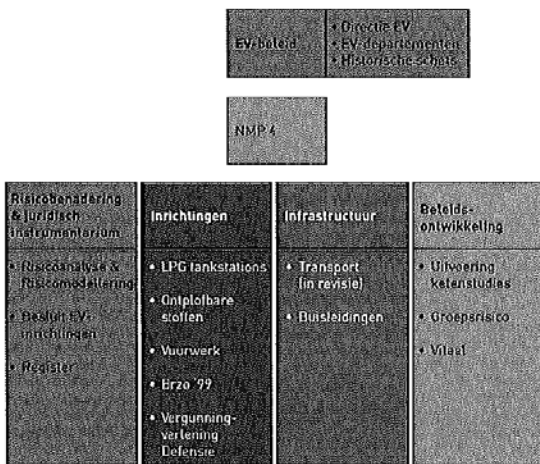 EV-beleid
• Directie EV
• EV-departementen
• Historische schets
NMP 4
Risicobenadering
& juridisch
instrumentarium
• Risicoanalyse &
Risicomodellering
• Besluit EV-
inrichtingen
• Register
Inrichtingen
• LPG tankstations
• Ontplofbare
stoffen
• Vuurwerk
• Brzo '99
• Vergunning-
verlening
Defensie
Infrastructuur
• Transport
(in revisie)
• Buisleidingen
Beleids-
ontwikkeling
• Uitvoering
ketenstudies
• Groepsrisico
• Vitaal